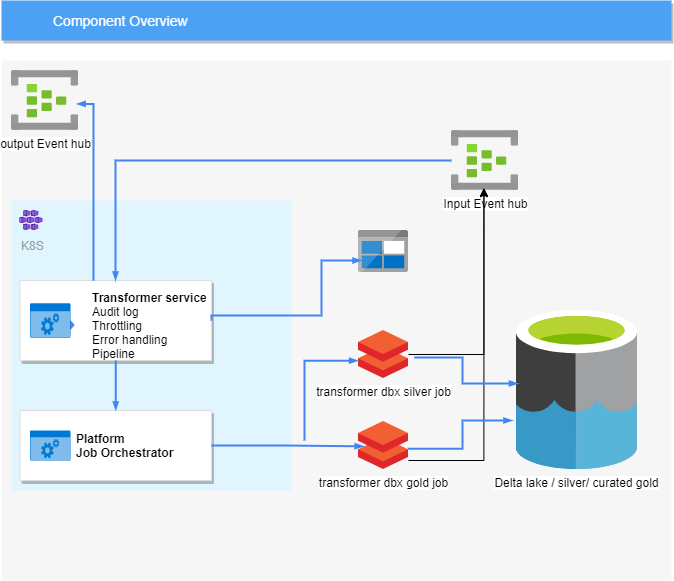 Component Overview
output Event hub
Input Event hub
K8S
Transformer service
Audit log
Throttling
Error handling
Pipeline
transformer dbx silver job
Platform
Job Orchestrator
transformer dbx gold job
Delta lake / silver/ curated gold